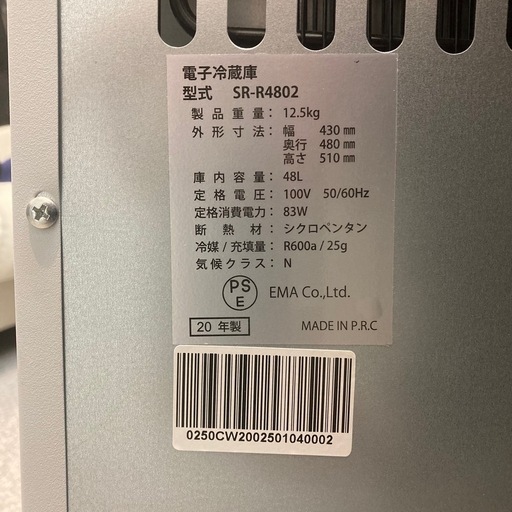 電子冷蔵庫
型式 SR-R4802
製品重量: 12.5kg
外形寸法: 幅 430㎜
奥行 480㎜
高さ 510㎜
庫内容量: 48L
定格電圧: 100V 50/60Hz
定格消費電力: 83W
断熱材: シクロペンタン
冷媒/充填量: R600a / 25g
気候クラス: N
PS
E EMA Co.,Ltd.
20 年製 MADE IN P.R.C
0250CW2002501040002